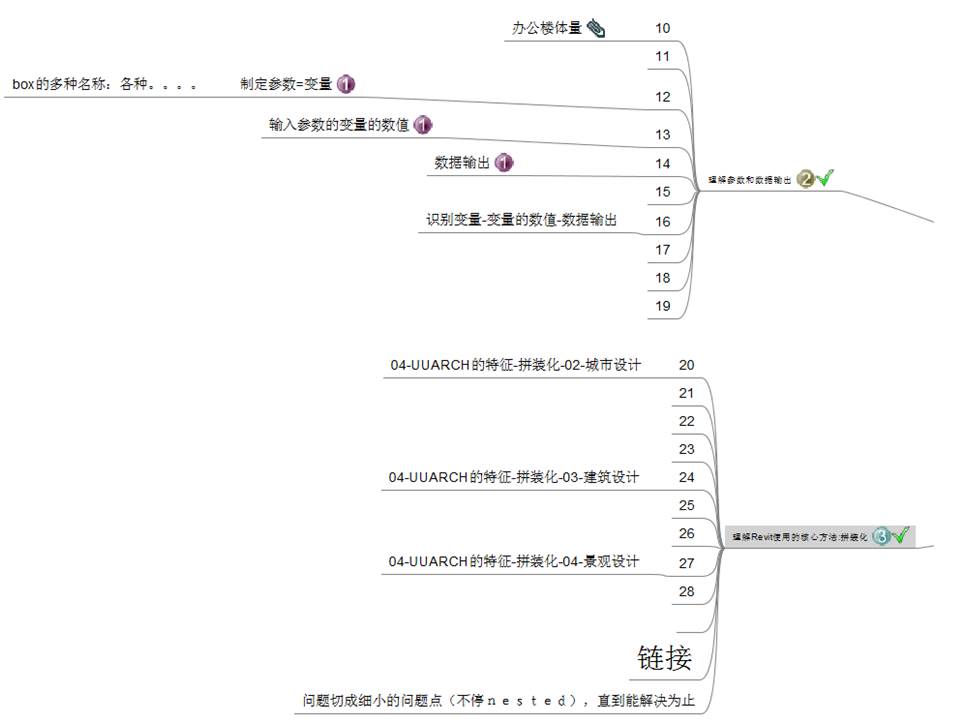 办公楼体量 10
11
box的多种名称：各种。。。。 制定参数=变量 1 12
输入参数的变量的数值 1 13
数据输出 1 14
理解参数和数据输出 2
15
识别变量-变量的数值-数据输出 16
17
18
19
04-UUARCH的特征-拼装化-02-城市设计 20
21
22
23
04-UUARCH的特征-拼装化-03-建筑设计 24
25
26
理解Revit使用的核心方法:拼装化 3
04-UUARCH的特征-拼装化-04-景观设计 27
28
链接
问题切成细小的问题点（不停ｎｅｓｔｅｄ），直到能解决为止